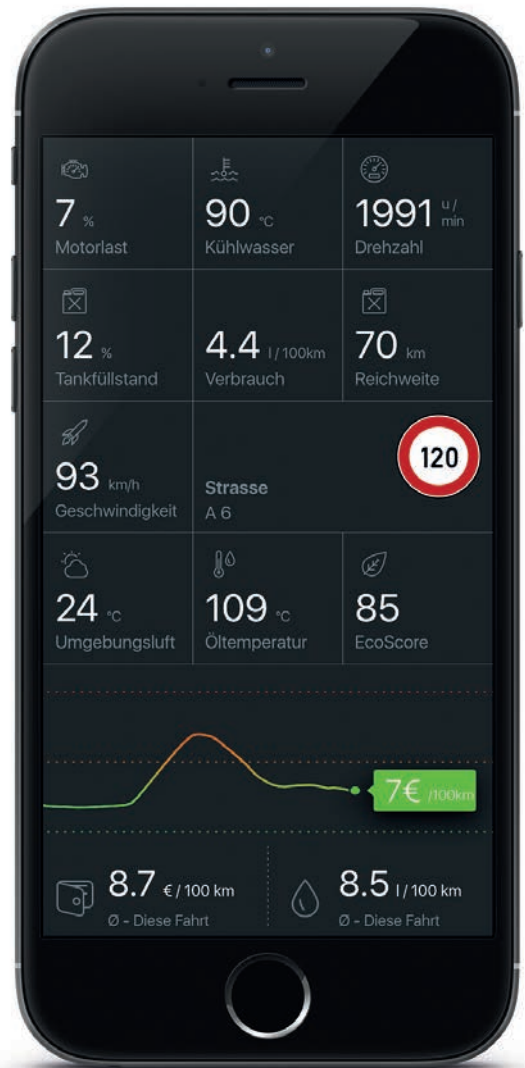 7 %
Motorlast
90 °C
Kühlwasser
1991 u/min
Drehzahl
12 %
Tankfüllstand
4.4 l/100km
Verbrauch
70 km
Reichweite
93 km/h
Geschwindigkeit
Strasse
A 6
120
24 °C
Umgebungsluft
109 °C
Öltemperatur
85
EcoScore
7€ /100km
8.7 €/100 km
Ø - Diese Fahrt
8.5 l/100 km
Ø - Diese Fahrt